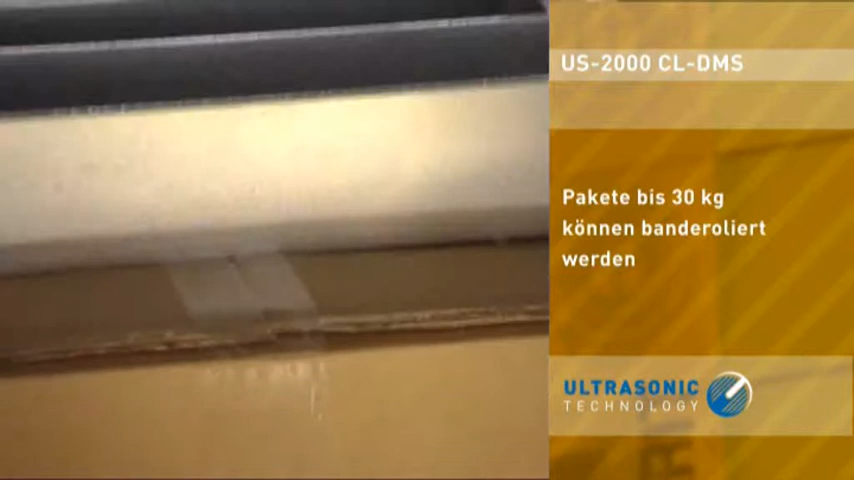 US-2000 CL-DMS
Pakete bis 30 kg
können banderoliert
werden
ULTRASONIC
TECHNOLOGY